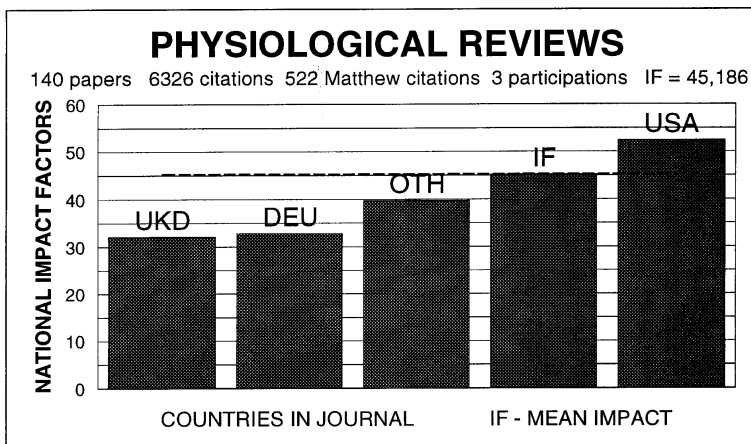 PHYSIOLOGICAL REVIEWS
140 papers 6326 citations 522 Matthew citations 3 participations IF = 45,186
NATIONAL IMPACT FACTORS
60
50
40
30
20
10
0
UKD
DEU
OTH
IF
USA
COUNTRIES IN JOURNAL IF - MEAN IMPACT